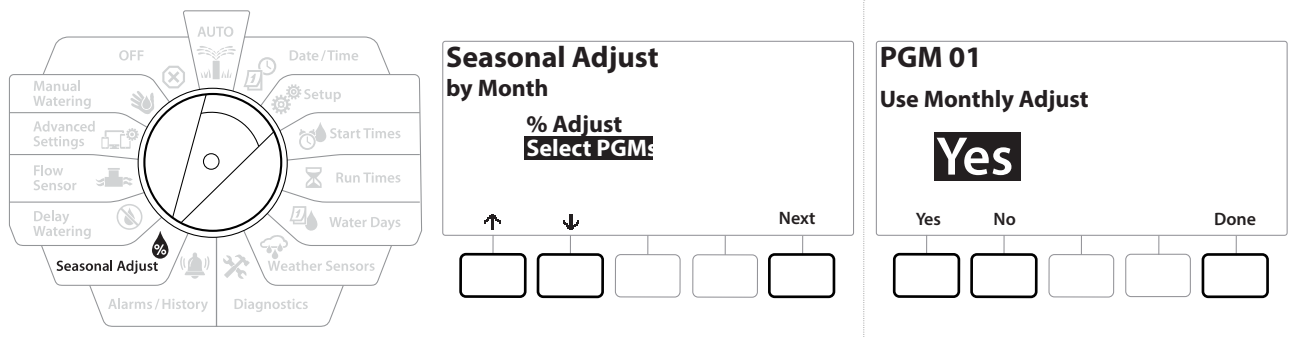 AUTO
OFF
Date/Time
Manual
Watering
Setup
Advanced
Settings
Start Times
Flow
Sensor
Run Times
Delay
Watering
Water Days
%
Seasonal Adjust
Weather Sensors
Alarms/History
Diagnostics
Seasonal Adjust
by Month
% Adjust
Select PGMs
Next
PGM 01
Use Monthly Adjust
Yes
Yes No Done